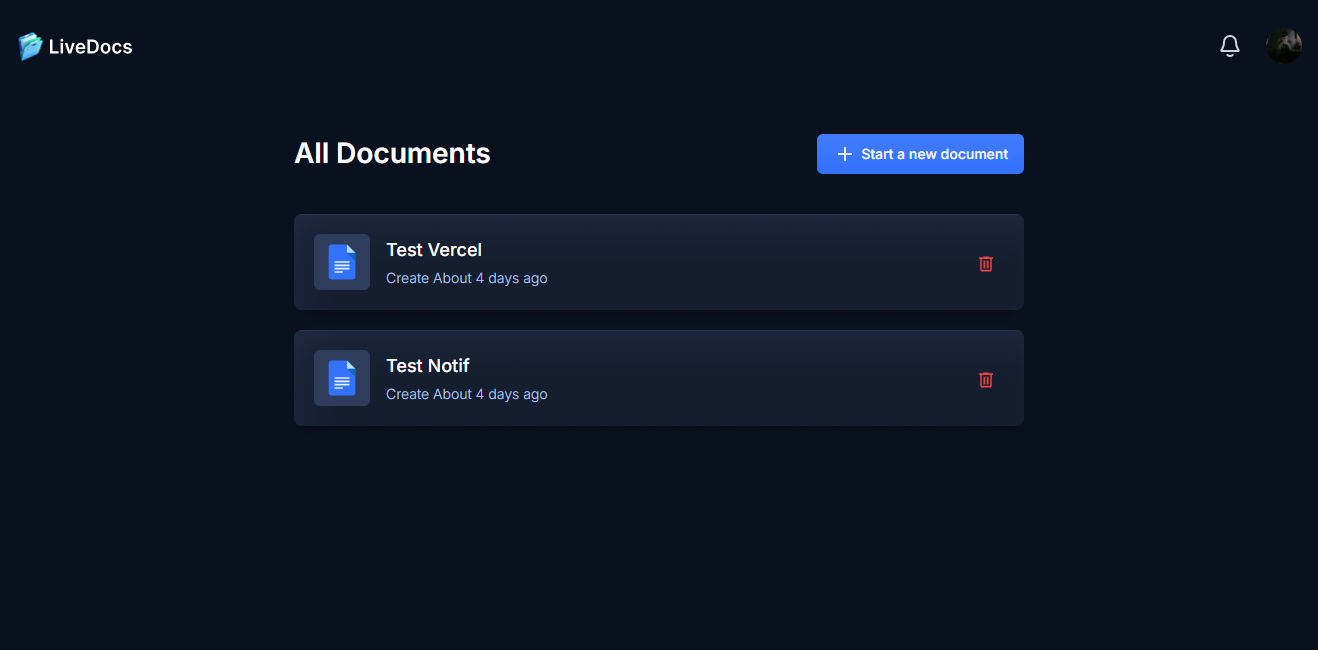 LiveDocs
All Documents
Start a new document
Test Vercel
Create About 4 days ago
Test Notif
Create About 4 days ago